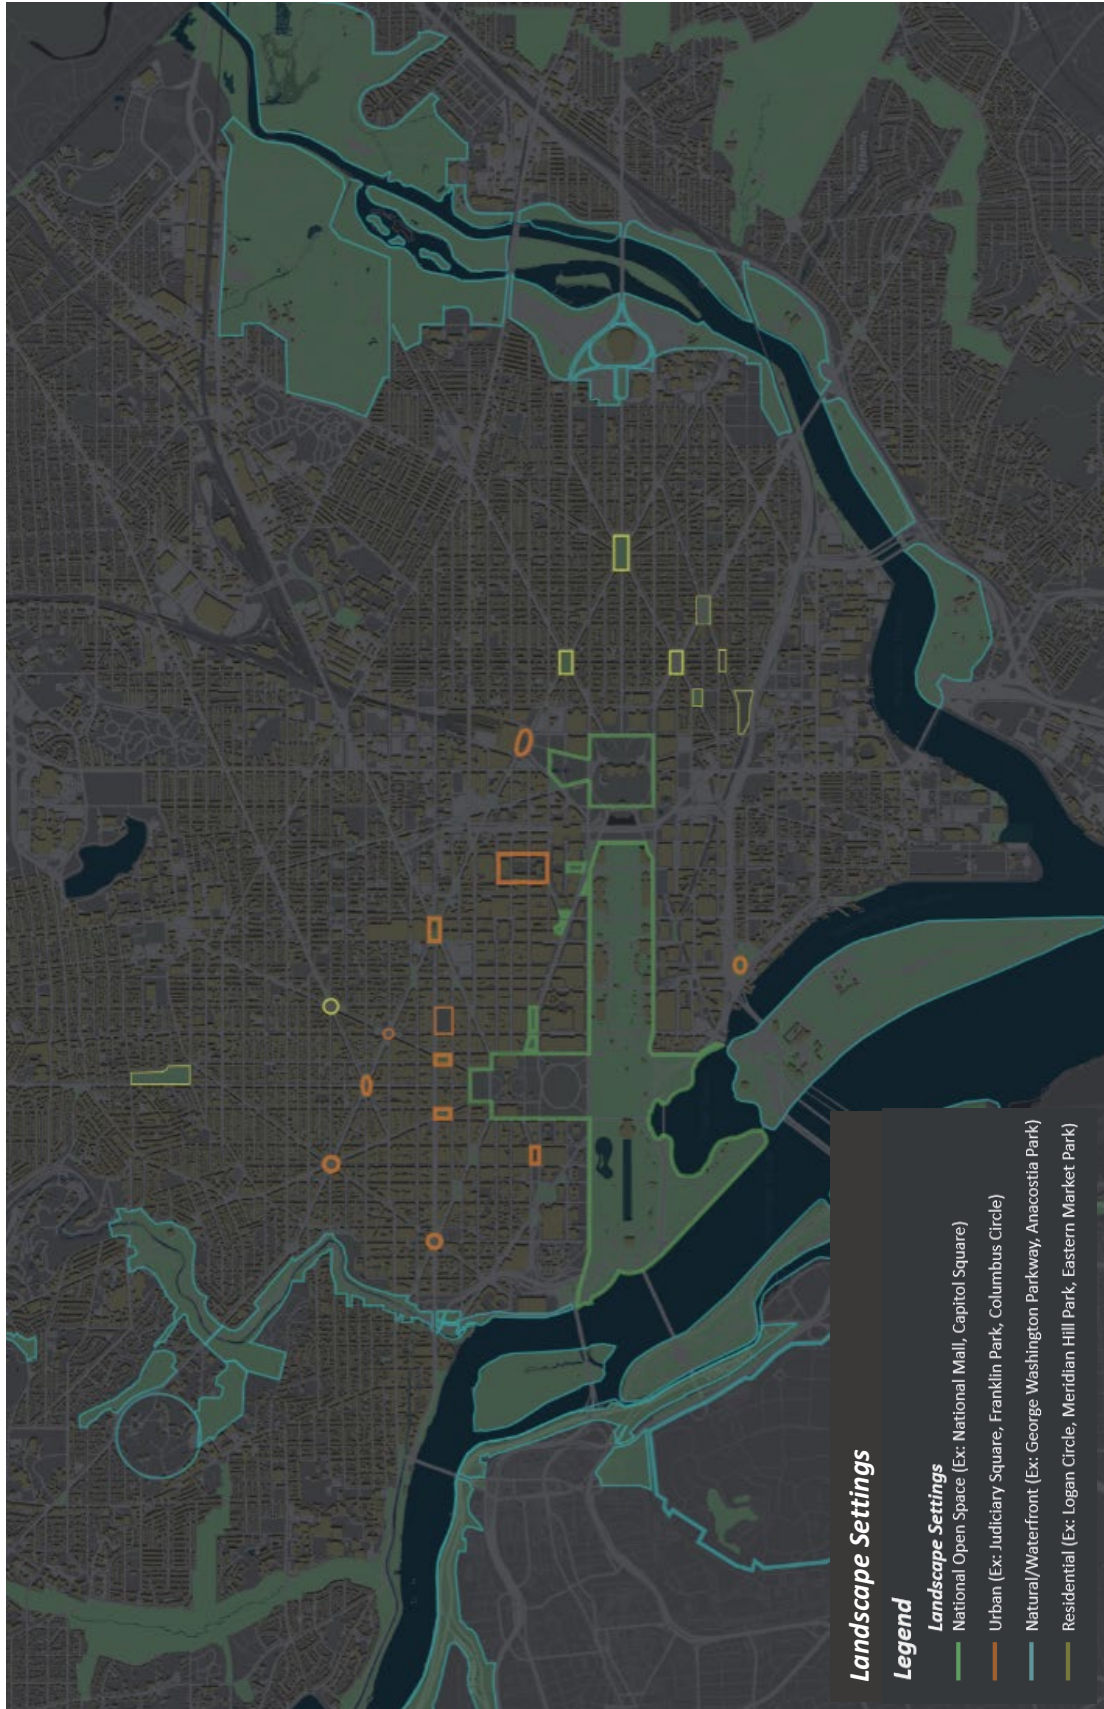 Landscape Settings
Legend
Landscape Settings
National Open Space (Ex: National Mall, Capitol Square)
Urban (Ex: Judiciary Square, Franklin Park, Columbus Circle)
Natural/Waterfront (Ex: George Washington Parkway, Anacostia Park)
Residential (Ex: Logan Circle, Meridian Hill Park, Eastern Market Park)